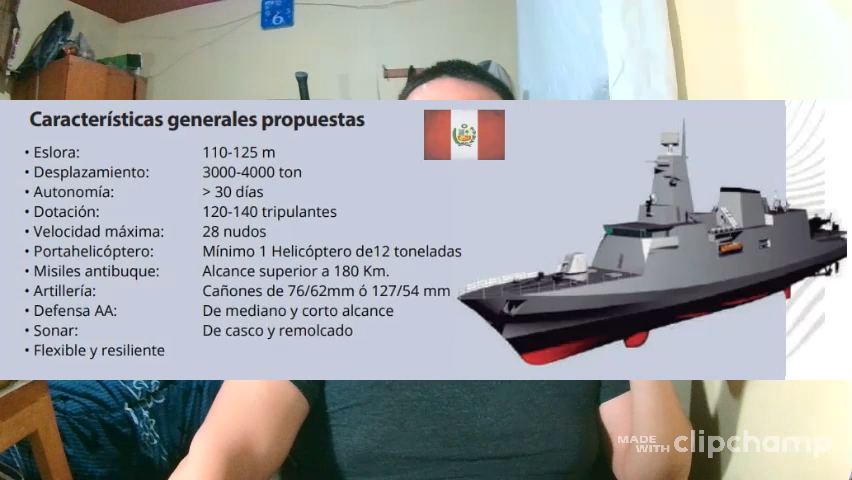 6
Características generales propuestas
• Eslora: 110-125 m
• Desplazamiento: 3000-4000 ton
• Autonomía: > 30 días
• Dotación: 120-140 tripulantes
• Velocidad máxima: 28 nudos
• Portahelicóptero: Mínimo 1 Helicóptero de12 toneladas
• Misiles antibuque: Alcance superior a 180 Km.
• Artillería: Cañones de 76/62mm ó 127/54 mm
• Defensa AA: De mediano y corto alcance
• Sonar: De casco y remolcado
• Flexible y resiliente
MADE WITH clipchamp